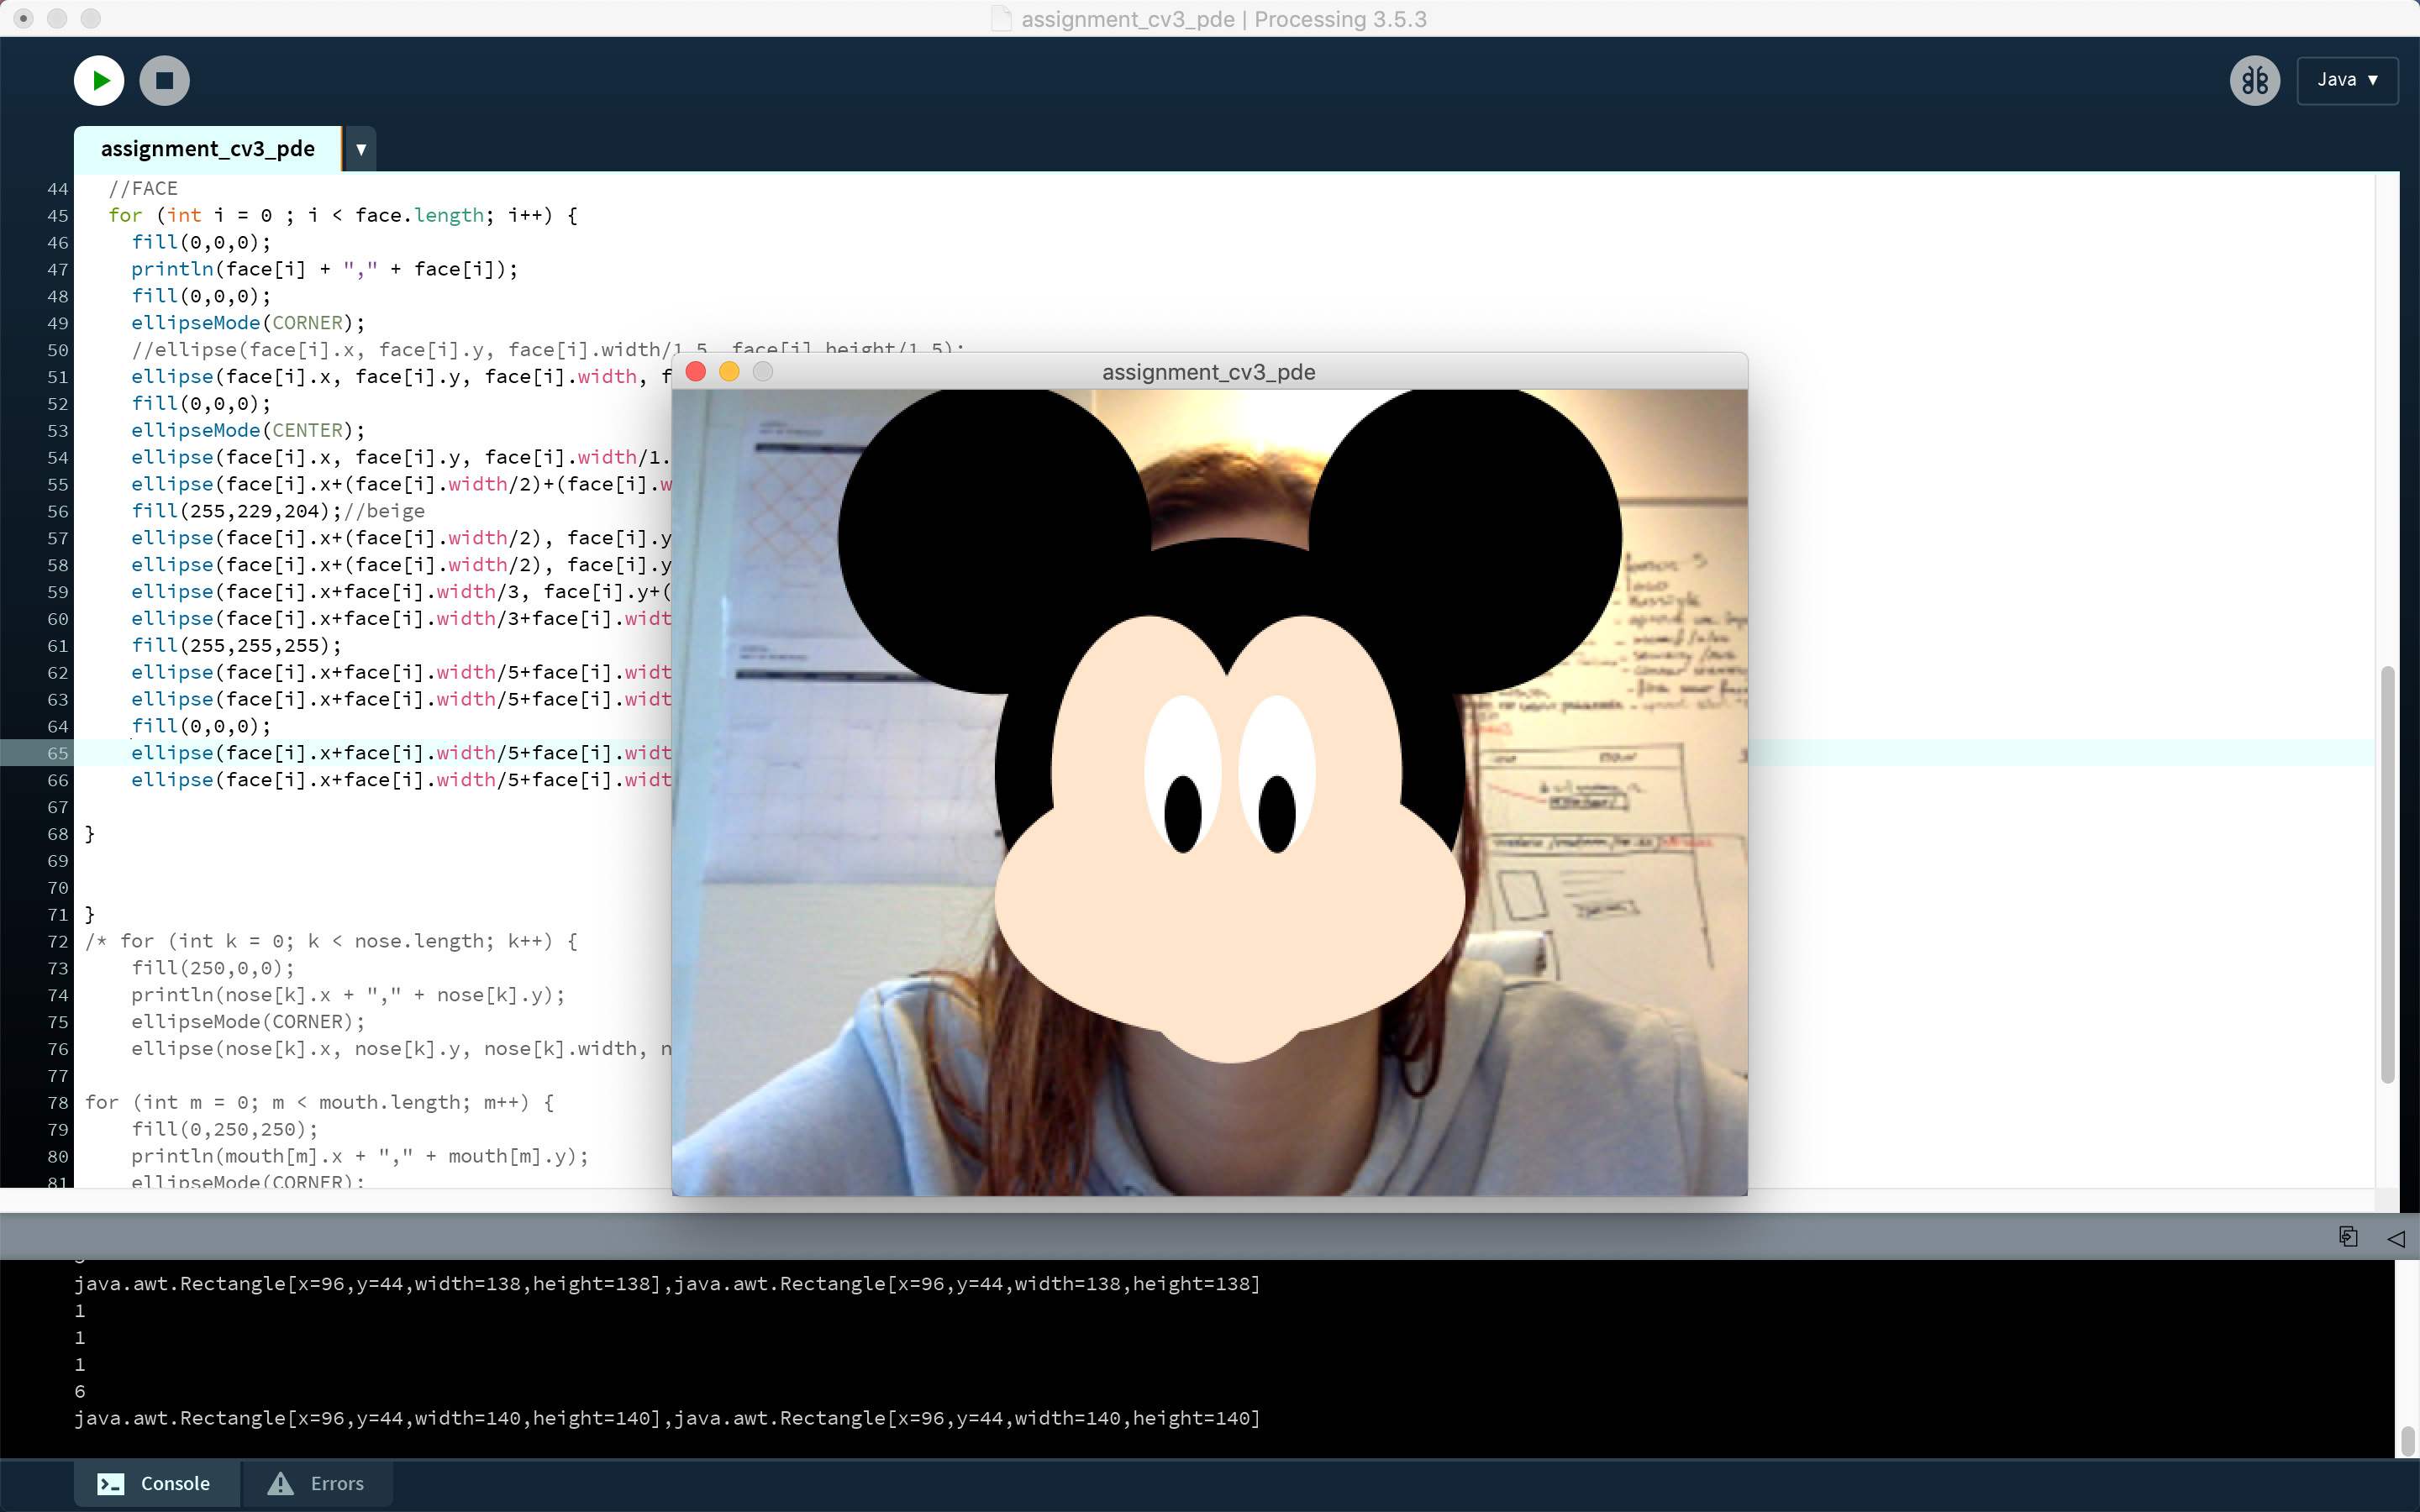 assignment_cv3_pde | Processing 3.5.3
Java ▼
assignment_cv3_pde ▼
44 //FACE
45 for (int i = 0 ; i < face.length; i++) {
46 fill(0,0,0);
47 println(face[i] + "," + face[i]);
48 fill(0,0,0);
49 ellipseMode(CORNER);
50 //ellipse(face[i].x, face[i].y, face[i].width/1.5, face[i].height/1.5);
51 ellipse(face[i].x, face[i].y, face[i].width, f
52 fill(0,0,0);
53 ellipseMode(CENTER);
54 ellipse(face[i].x, face[i].y, face[i].width/1.
55 ellipse(face[i].x+(face[i].width/2)+(face[i].w
56 fill(255,229,204);//beige
57 ellipse(face[i].x+(face[i].width/2), face[i].y
58 ellipse(face[i].x+(face[i].width/2), face[i].y
59 ellipse(face[i].x+face[i].width/3, face[i].y+(
60 ellipse(face[i].x+face[i].width/3+face[i].widt
61 fill(255,255,255);
62 ellipse(face[i].x+face[i].width/5+face[i].widt
63 ellipse(face[i].x+face[i].width/5+face[i].widt
64 fill(0,0,0);
65 ellipse(face[i].x+face[i].width/5+face[i].widt
66 ellipse(face[i].x+face[i].width/5+face[i].widt
67
68 }
69
70
71 }
72 /* for (int k = 0; k < nose.length; k++) {
73 fill(250,0,0);
74 println(nose[k].x + "," + nose[k].y);
75 ellipseMode(CORNER);
76 ellipse(nose[k].x, nose[k].y, nose[k].width, n
77
78 for (int m = 0; m < mouth.length; m++) {
79 fill(0,250,250);
80 println(mouth[m].x + "," + mouth[m].y);
81 ellipseMode(CORNER);
assignment_cv3_pde
java.awt.Rectangle[x=96,y=44,width=138,height=138],java.awt.Rectangle[x=96,y=44,width=138,height=138]
1
1
1
6
java.awt.Rectangle[x=96,y=44,width=140,height=140],java.awt.Rectangle[x=96,y=44,width=140,height=140]
Console
Errors